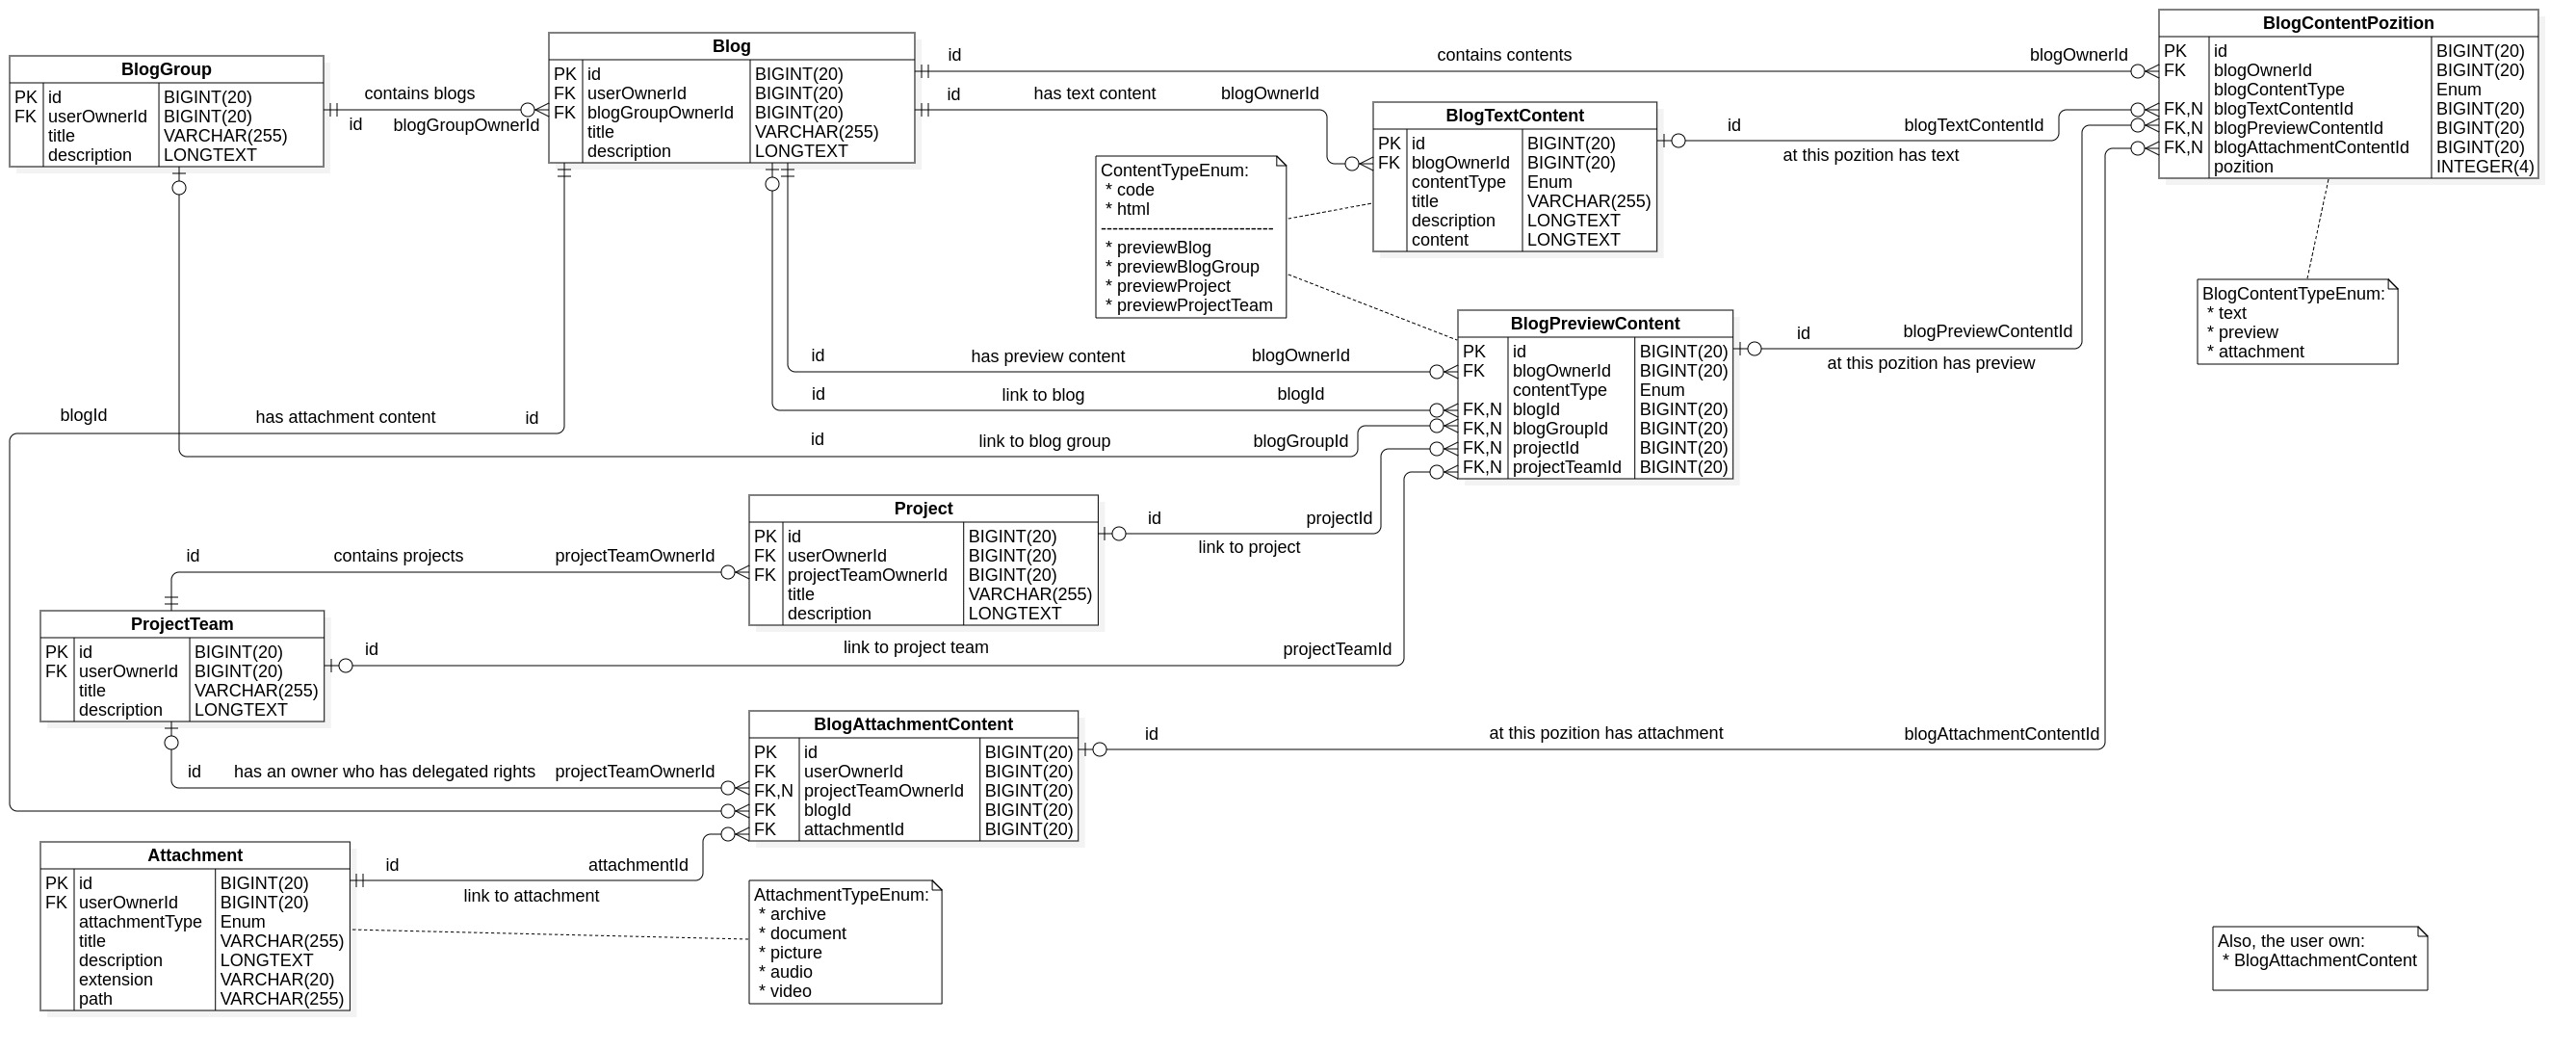 BlogGroup
PK id BIGINT(20)
FK userOwnerId BIGINT(20)
title VARCHAR(255)
description LONGTEXT
contains blogs
id blogGroupOwnerId
Blog
PK id BIGINT(20)
FK userOwnerId BIGINT(20)
FK blogGroupOwnerId BIGINT(20)
title VARCHAR(255)
description LONGTEXT
id contains contents blogOwnerId
id has text content blogOwnerId
BlogContentPozition
PK id BIGINT(20)
FK blogOwnerId BIGINT(20)
blogContentType Enum
FK,N blogTextContentId BIGINT(20)
FK,N blogPreviewContentId BIGINT(20)
FK,N blogAttachmentContentId BIGINT(20)
pozition INTEGER(4)
BlogTextContent
PK id BIGINT(20)
FK blogOwnerId BIGINT(20)
contentType Enum
title VARCHAR(255)
description LONGTEXT
content LONGTEXT
id blogTextContentId
at this pozition has text
ContentTypeEnum:
* code
* html
------------------------------
* previewBlog
* previewBlogGroup
* previewProject
* previewProjectTeam
BlogContentTypeEnum:
* text
* preview
* attachment
BlogPreviewContent
PK id BIGINT(20)
FK blogOwnerId BIGINT(20)
contentType Enum
FK,N blogId BIGINT(20)
FK,N blogGroupId BIGINT(20)
FK,N projectId BIGINT(20)
FK,N projectTeamId BIGINT(20)
id blogPreviewContentId
at this pozition has preview
id has preview content blogOwnerId
id link to blog blogId
blogId has attachment content id
id link to blog group blogGroupId
Project
PK id BIGINT(20)
FK userOwnerId BIGINT(20)
FK projectTeamOwnerId BIGINT(20)
title VARCHAR(255)
description LONGTEXT
id projectId
link to project
id contains projects projectTeamOwnerId
ProjectTeam
PK id BIGINT(20)
FK userOwnerId BIGINT(20)
title VARCHAR(255)
description LONGTEXT
id link to project team projectTeamId
BlogAttachmentContent
PK id BIGINT(20)
FK userOwnerId BIGINT(20)
FK,N projectTeamOwnerId BIGINT(20)
FK blogId BIGINT(20)
FK attachmentId BIGINT(20)
id at this pozition has attachment blogAttachmentContentId
id has an owner who has delegated rights projectTeamOwnerId
Attachment
PK id BIGINT(20)
FK userOwnerId BIGINT(20)
attachmentType Enum
title VARCHAR(255)
description LONGTEXT
extension VARCHAR(20)
path VARCHAR(255)
id attachmentId
link to attachment
AttachmentTypeEnum:
* archive
* document
* picture
* audio
* video
Also, the user own:
* BlogAttachmentContent